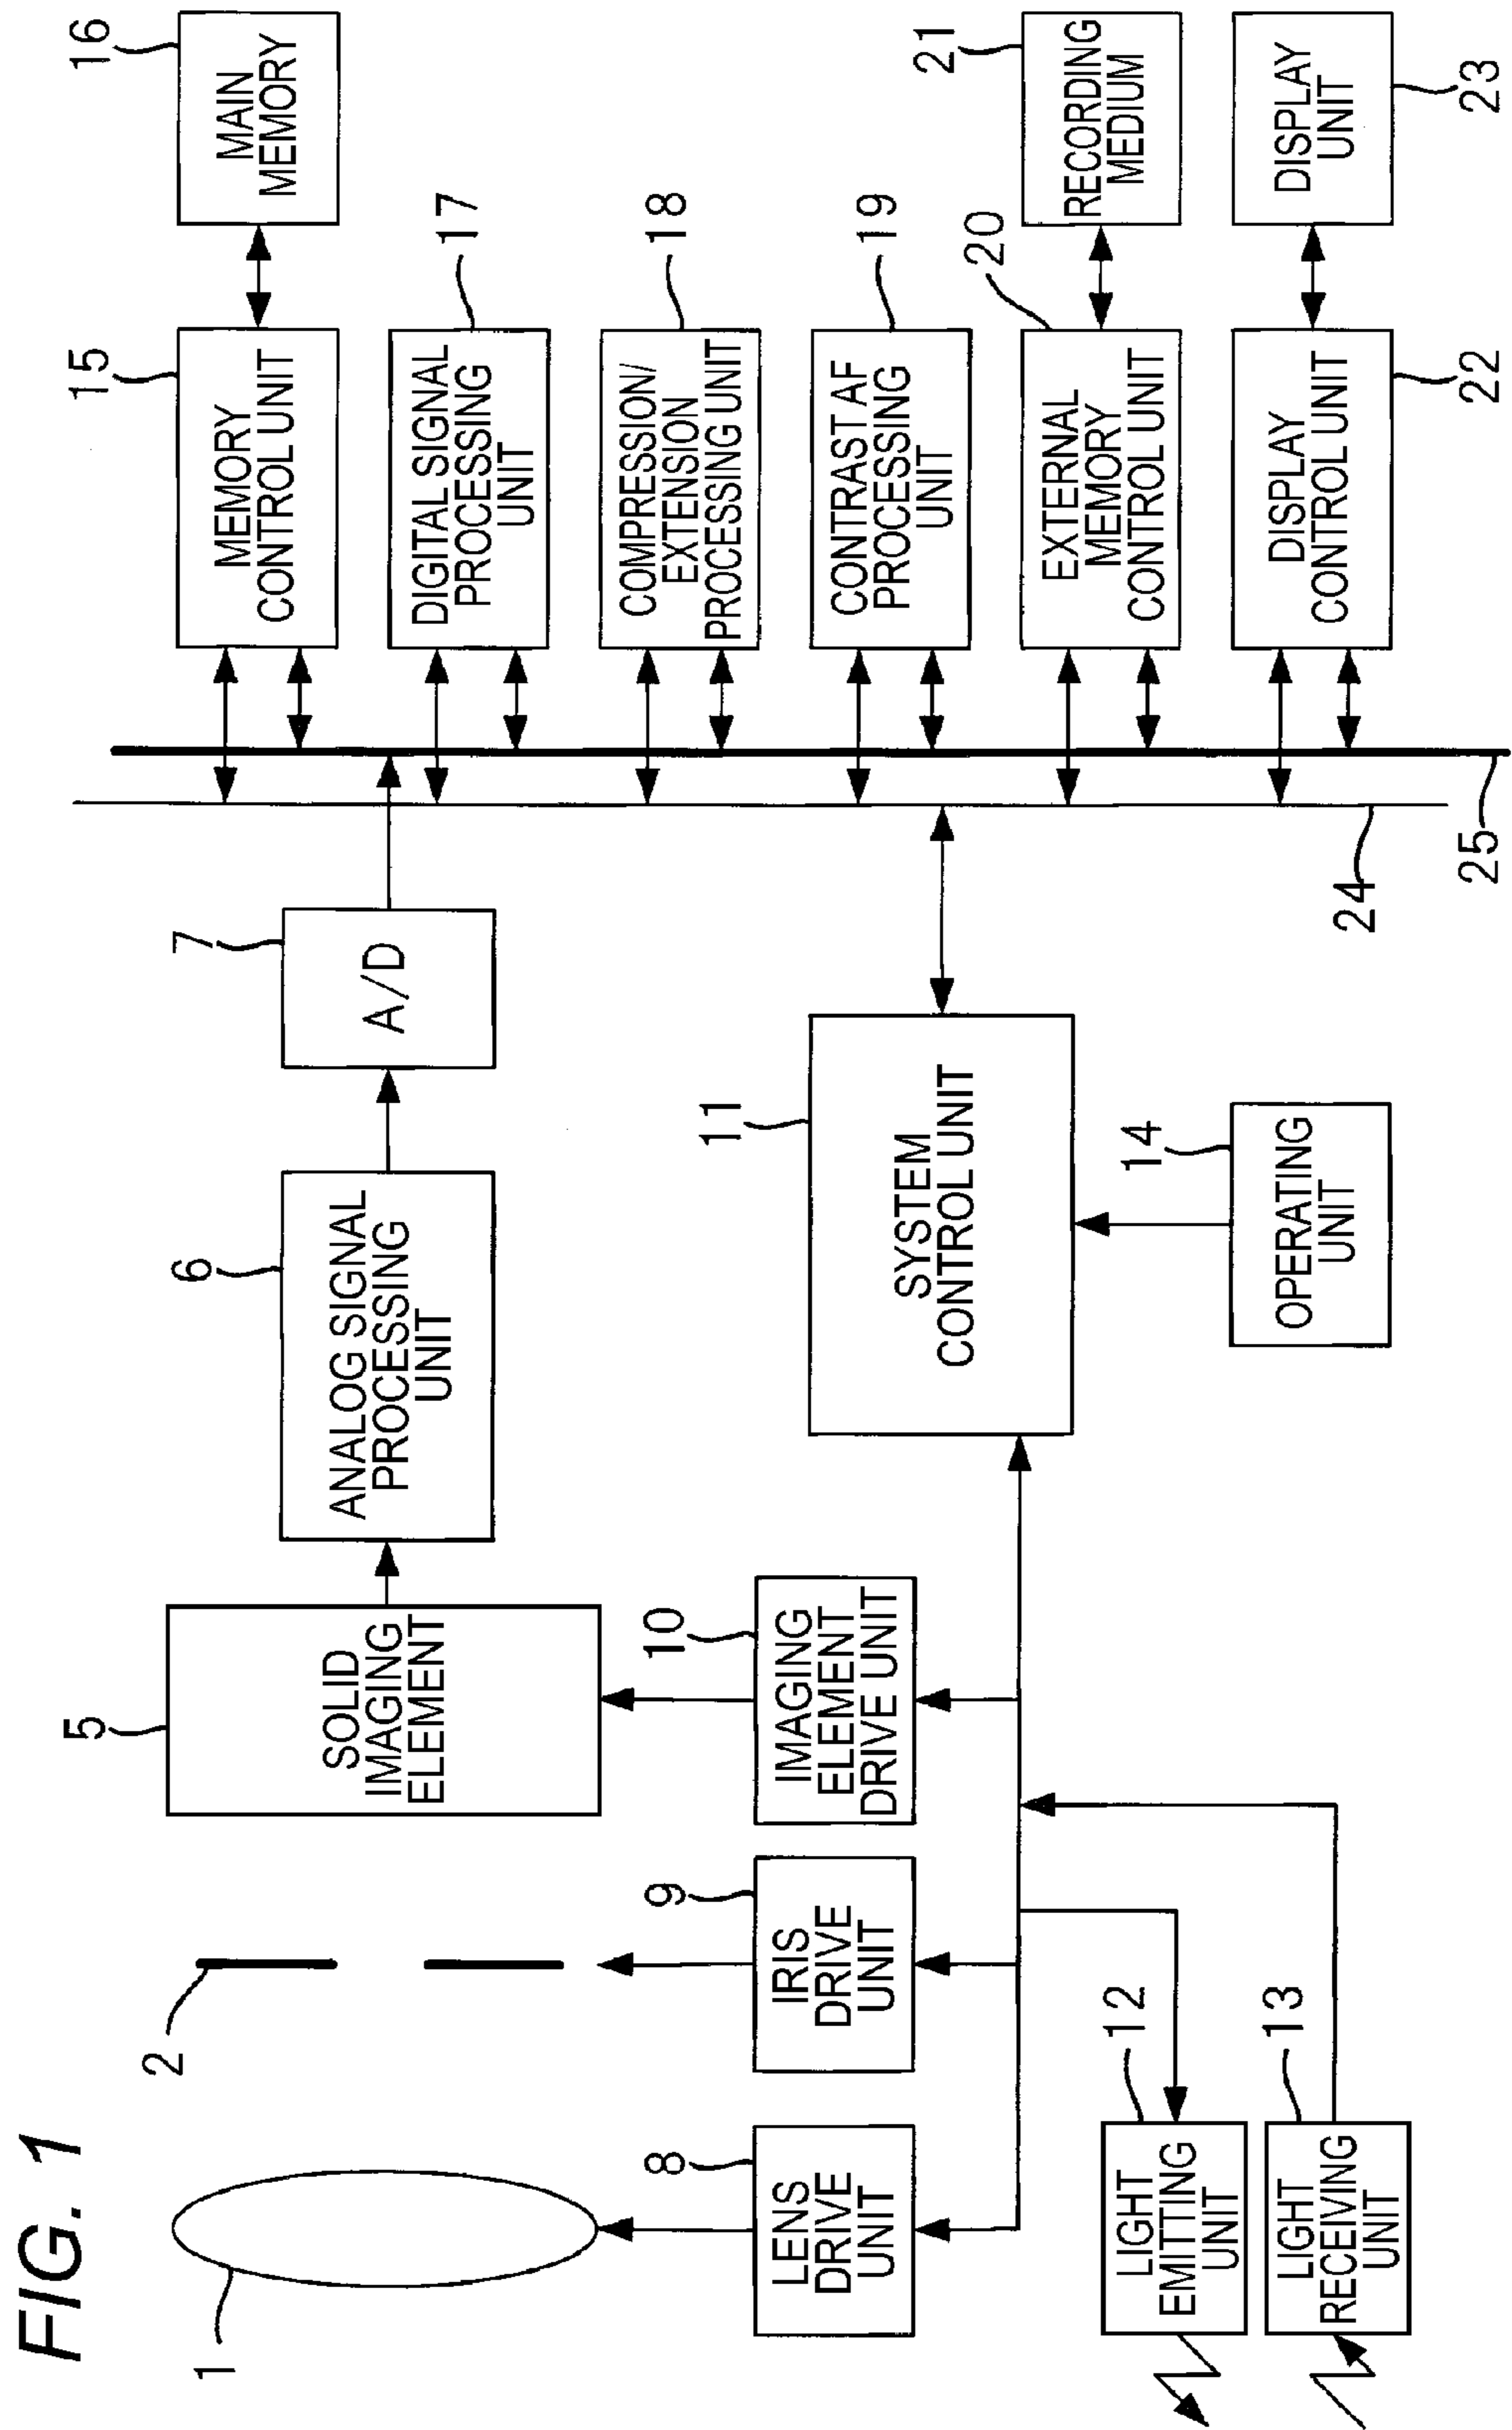 FIG. 1
1
2
5
SOLID
IMAGING
ELEMENT
6
ANALOG SIGNAL
PROCESSING
UNIT
7
A/D
15
MEMORY
CONTROL UNIT
16
MAIN
MEMORY
17
DIGITAL SIGNAL
PROCESSING
UNIT
18
COMPRESSION/
EXTENSION
PROCESSING UNIT
19
CONTRAST AF
PROCESSING
UNIT
20
EXTERNAL
MEMORY
CONTROL UNIT
21
RECORDING
MEDIUM
22
DISPLAY
CONTROL UNIT
23
DISPLAY
UNIT
8
LENS
DRIVE
UNIT
9
IRIS
DRIVE
UNIT
10
IMAGING
ELEMENT
DRIVE UNIT
11
SYSTEM
CONTROL UNIT
12
LIGHT
EMITTING
UNIT
13
LIGHT
RECEIVING
UNIT
14
OPERATING
UNIT
24
25